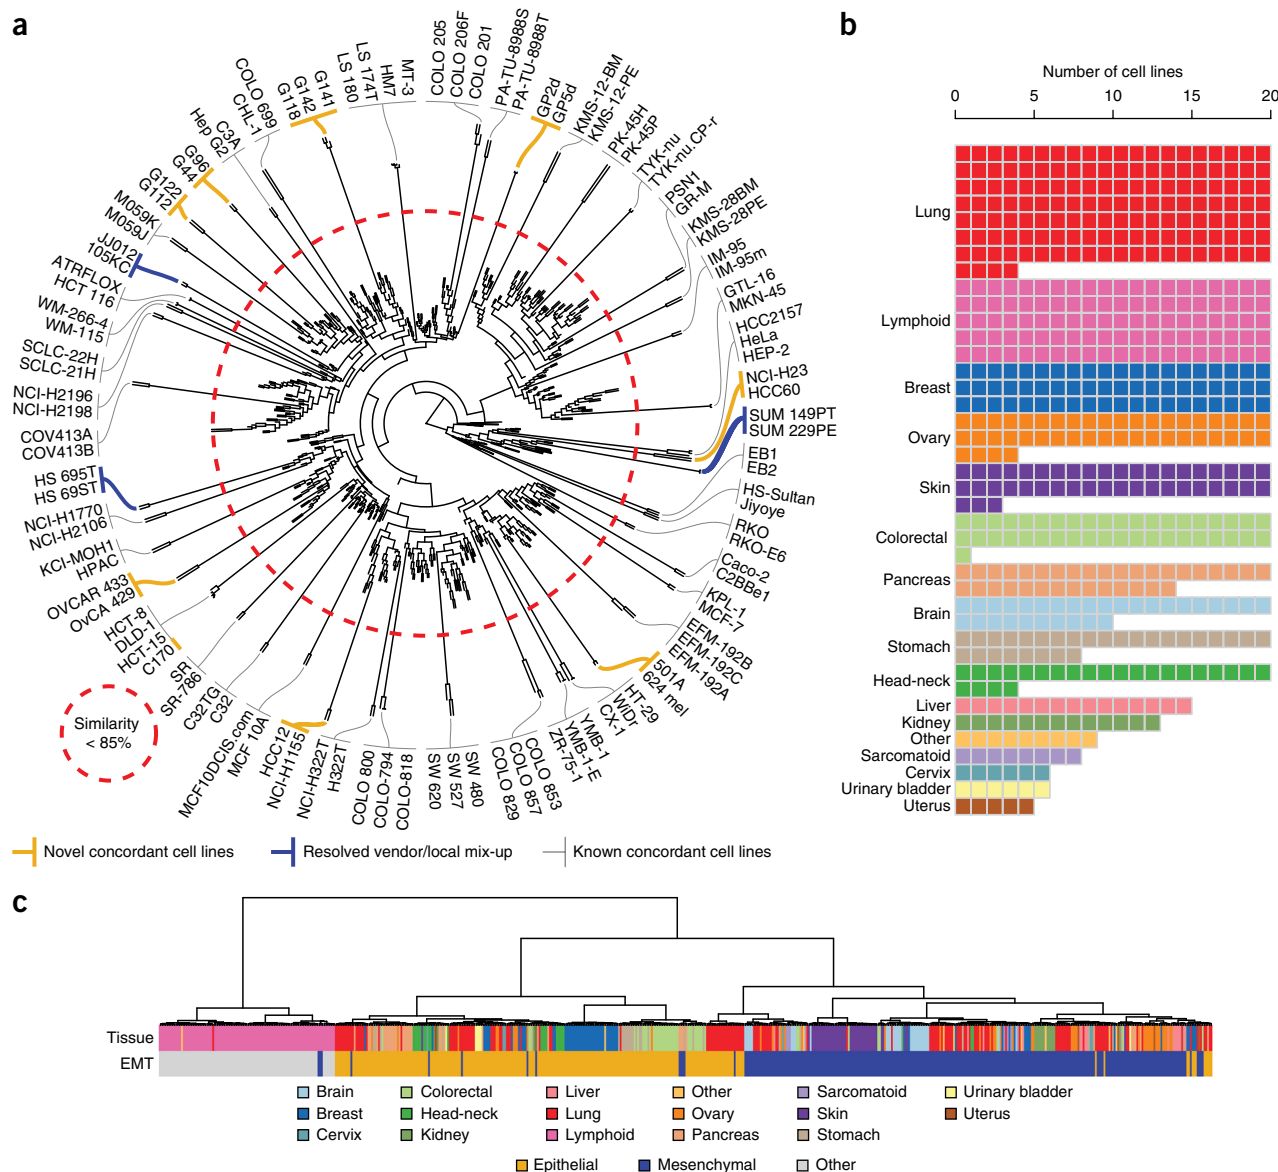 a
COLO 205
COLO 206F
COLO 201
PA-TU-8988S
PA-TU-8988T
GP2d
GP5d
KMS-12-BM
KMS-12-PE
PK-45H
PK-45P
TYK-nu
TYK-nu.CP-r
PSN1
GR-M
KMS-28BM
KMS-28PE
IM-95
IM-95m
GTL-16
MKN-45
HCC2157
HeLa
HEP-2
NCI-H23
HCC60
SUM 149PT
SUM 229PE
EB1
EB2
HS-Sultan
Jiyoye
RKO
RKO-E6
Caco-2
C2BBe1
KPL-1
MCF-7
EFM-192B
EFM-192C
EFM-192A
501A
624 mel
HT-29
WiDr
CX-1
YMB-1
YMB-1-E
ZR-75-1
COLO 853
COLO 857
COLO 829
SW 480
SW 527
SW 620
COLO-818
COLO-794
COLO 800
H322T
NCI-H322T
NCI-H1155
HCC12
MCF 10A
MCF10DCIS.com
C32
C32TG
SR-786
SR
C170
HCT-15
DLD-1
HCT-8
OvCA 429
OVCAR 433
HPAC
KCI-MOH1
NCI-H2106
NCI-H1770
HS 69ST
HS 695T
COV413B
COV413A
NCI-H2198
NCI-H2196
SCLC-21H
SCLC-22H
WM-115
WM-266-4
HCT 116
ATRFLOX
105KC
JJ012
M059J
M059K
G112
G122
G44
G96
Hep G2
C3A
CHL-1
COLO 699
G118
G142
G141
LS 180
LS 174T
HM7
MT-3
Similarity
< 85%
Novel concordant cell lines
Resolved vendor/local mix-up
Known concordant cell lines
b
Number of cell lines
0 5 10 15 20
Lung
Lymphoid
Breast
Ovary
Skin
Colorectal
Pancreas
Brain
Stomach
Head-neck
Liver
Kidney
Other
Sarcomatoid
Cervix
Urinary bladder
Uterus
c
Tissue
EMT
Brain Colorectal Liver Other Sarcomatoid Urinary bladder
Breast Head-neck Lung Ovary Skin Uterus
Cervix Kidney Lymphoid Pancreas Stomach
Epithelial Mesenchymal Other